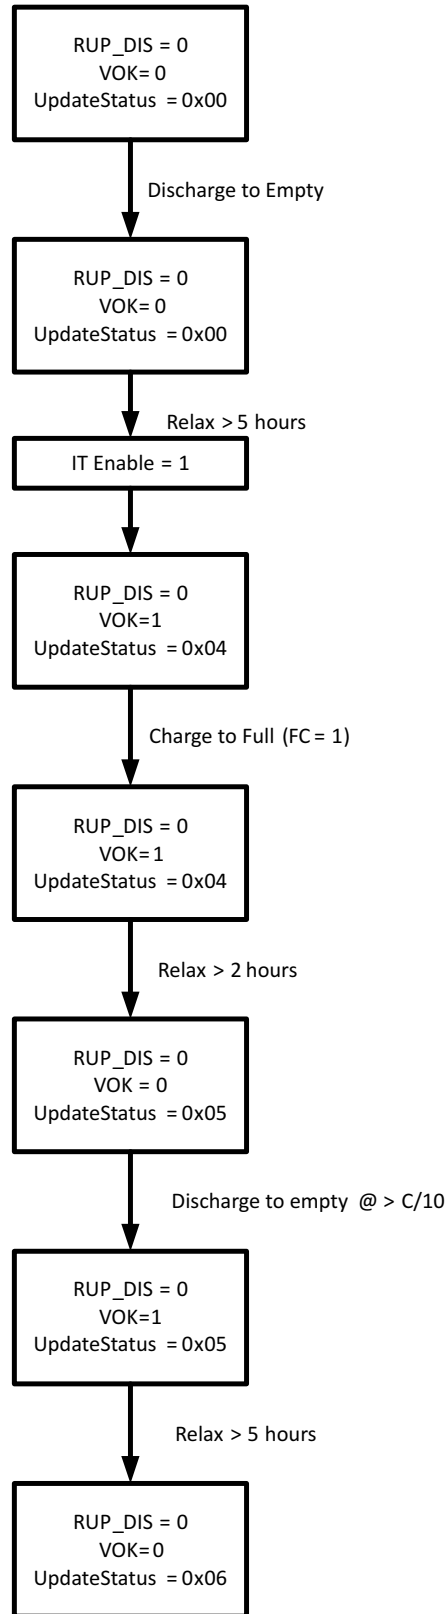 RUP_DIS = 0
VOK= 0
UpdateStatus = 0x00
Discharge to Empty
RUP_DIS = 0
VOK= 0
UpdateStatus = 0x00
Relax > 5 hours
IT Enable = 1
RUP_DIS = 0
VOK=1
UpdateStatus = 0x04
Charge to Full (FC = 1)
RUP_DIS = 0
VOK=1
UpdateStatus = 0x04
Relax > 2 hours
RUP_DIS = 0
VOK = 0
UpdateStatus = 0x05
Discharge to empty @ > C/10
RUP_DIS = 0
VOK=1
UpdateStatus = 0x05
Relax > 5 hours
RUP_DIS = 0
VOK=0
UpdateStatus = 0x06